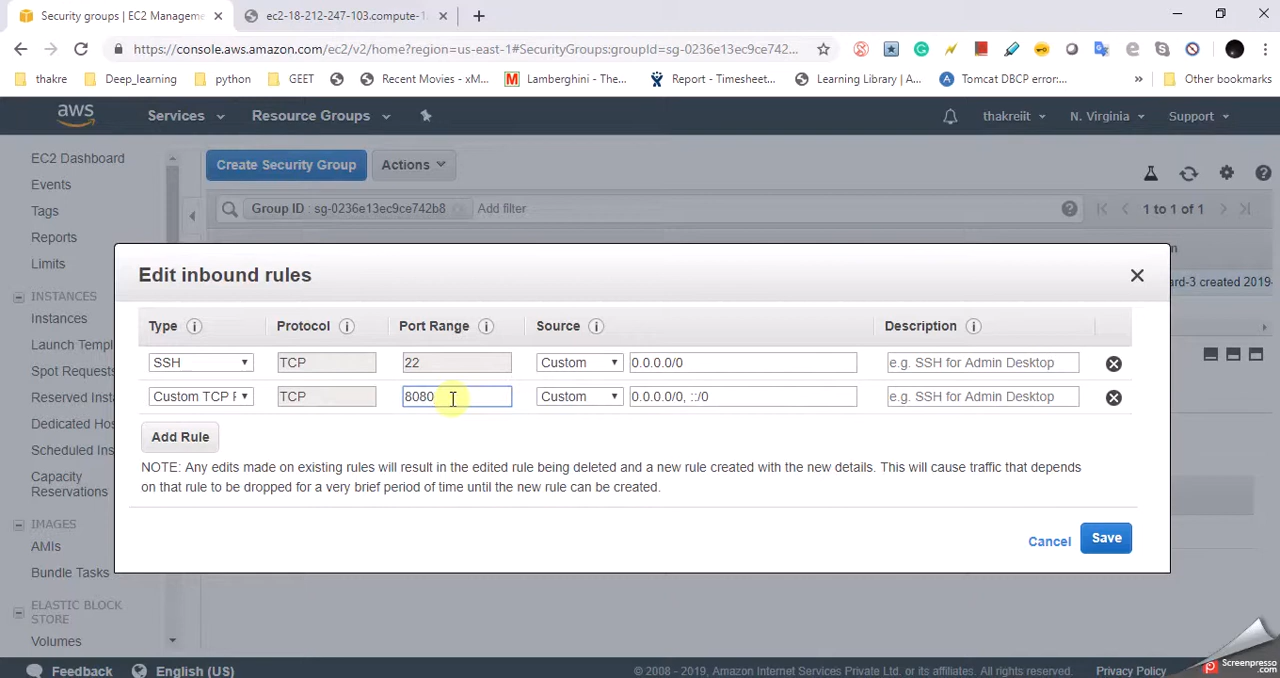 Security groups | EC2 Manageme
ec2-18-212-247-103.compute-1
https://console.aws.amazon.com/ec2/v2/home?region=us-east-1#SecurityGroups:groupId=sg-0236e13ec9ce742...
thakre
Deep_learning
python
GEET
Recent Movies - xM...
Lamberghini - The...
Report - Timesheet...
Learning Library | A...
Tomcat DBCP error:...
»
Other bookmarks
aws
Services
Resource Groups
thakreiit
N. Virginia
Support
EC2 Dashboard
Events
Tags
Reports
Limits
INSTANCES
Instances
Launch Templ
Spot Requests
Reserved Inst
Dedicated Hos
Scheduled Ins
Capacity
Reservations
IMAGES
AMIs
Bundle Tasks
ELASTIC BLOCK
STORE
Volumes
Create Security Group
Actions
Group ID : sg-0236e13ec9ce742b8
Add filter
1 to 1 of 1
n
ard-3 created 2019-
Edit inbound rules
Type Protocol Port Range Source Description
SSH TCP 22 Custom 0.0.0.0/0 e.g. SSH for Admin Desktop
Custom TCP F TCP 8080 Custom 0.0.0.0/0, ::/0 e.g. SSH for Admin Desktop
Add Rule
NOTE: Any edits made on existing rules will result in the edited rule being deleted and a new rule created with the new details. This will cause traffic that depends
on that rule to be dropped for a very brief period of time until the new rule can be created.
Cancel
Save
Feedback
English (US)
© 2008 - 2019, Amazon Internet Services Private Ltd. or its affiliates. All rights reserved.
Privacy Policy
Screenpresso
.com